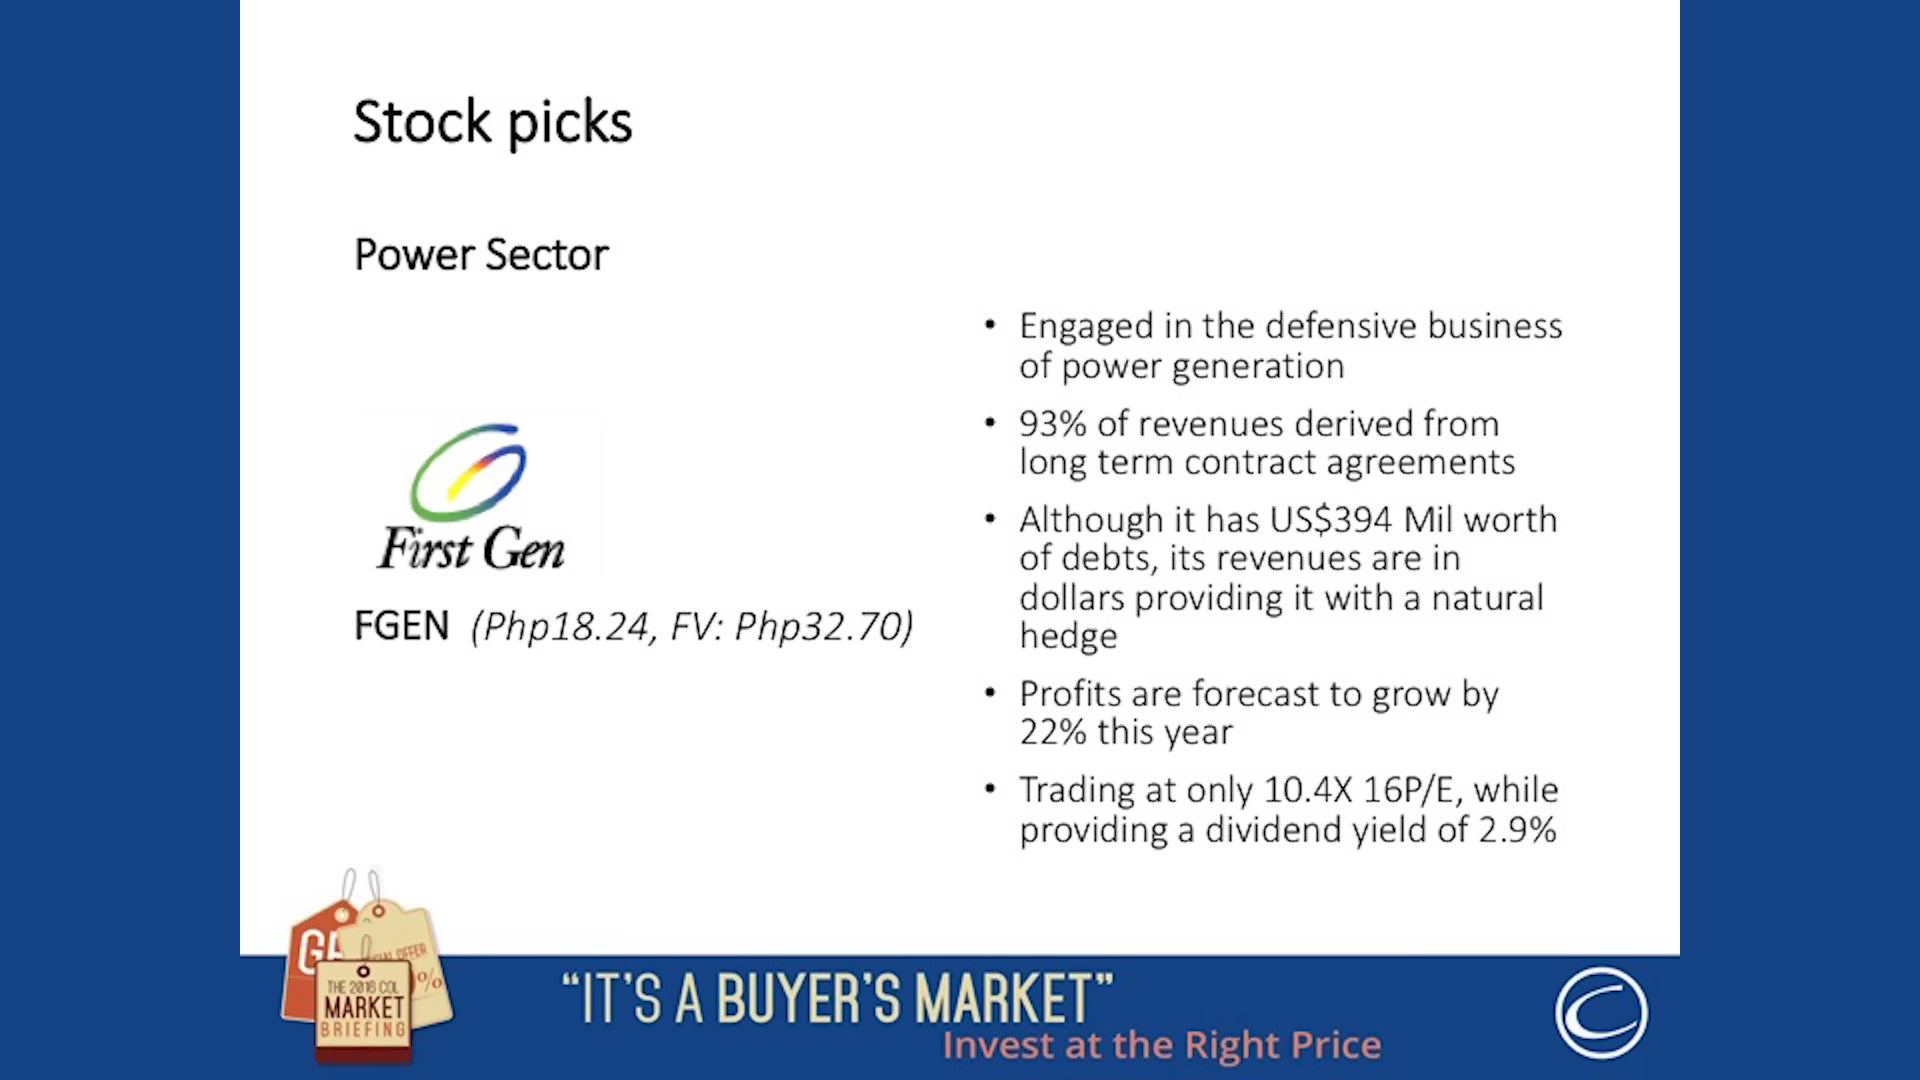 Stock picks
Power Sector
• Engaged in the defensive business
of power generation
• 93% of revenues derived from
long term contract agreements
• Although it has US$394 Mil worth
of debts, its revenues are in
dollars providing it with a natural
hedge
• Profits are forecast to grow by
22% this year
• Trading at only 10.4X 16P/E, while
providing a dividend yield of 2.9%
First Gen
FGEN (Php18.24, FV: Php32.70)
OFFER
%
THE 2016 COL
MARKET
BRIEFING
“IT’S A BUYER’S MARKET”
Invest at the Right Price